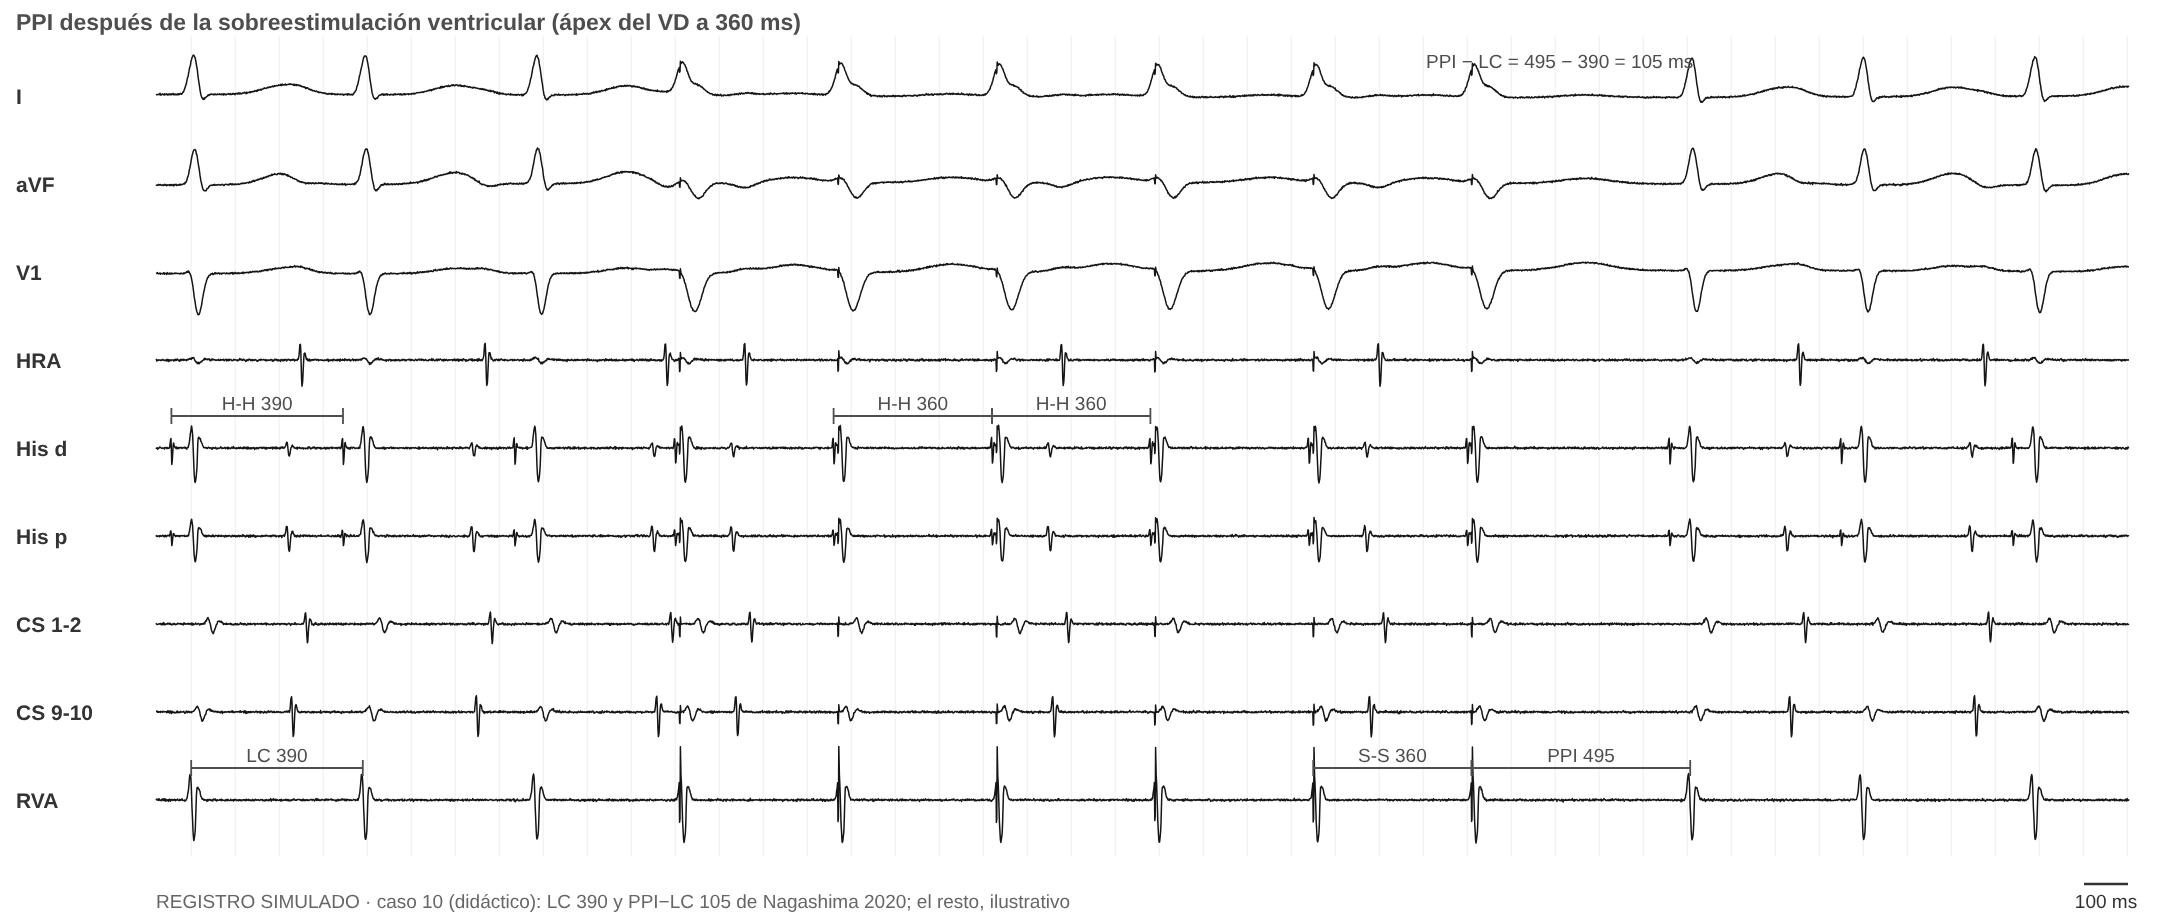 PPI después de la sobreestimulación ventricular (ápex del VD a 360 ms)
PPI − LC = 495 − 390 = 105 ms
I
aVF
V1
HRA
H-H 390
H-H 360
H-H 360
His d
His p
CS 1-2
CS 9-10
LC 390
S-S 360
PPI 495
RVA
REGISTRO SIMULADO · caso 10 (didáctico): LC 390 y PPI−LC 105 de Nagashima 2020; el resto, ilustrativo
100 ms